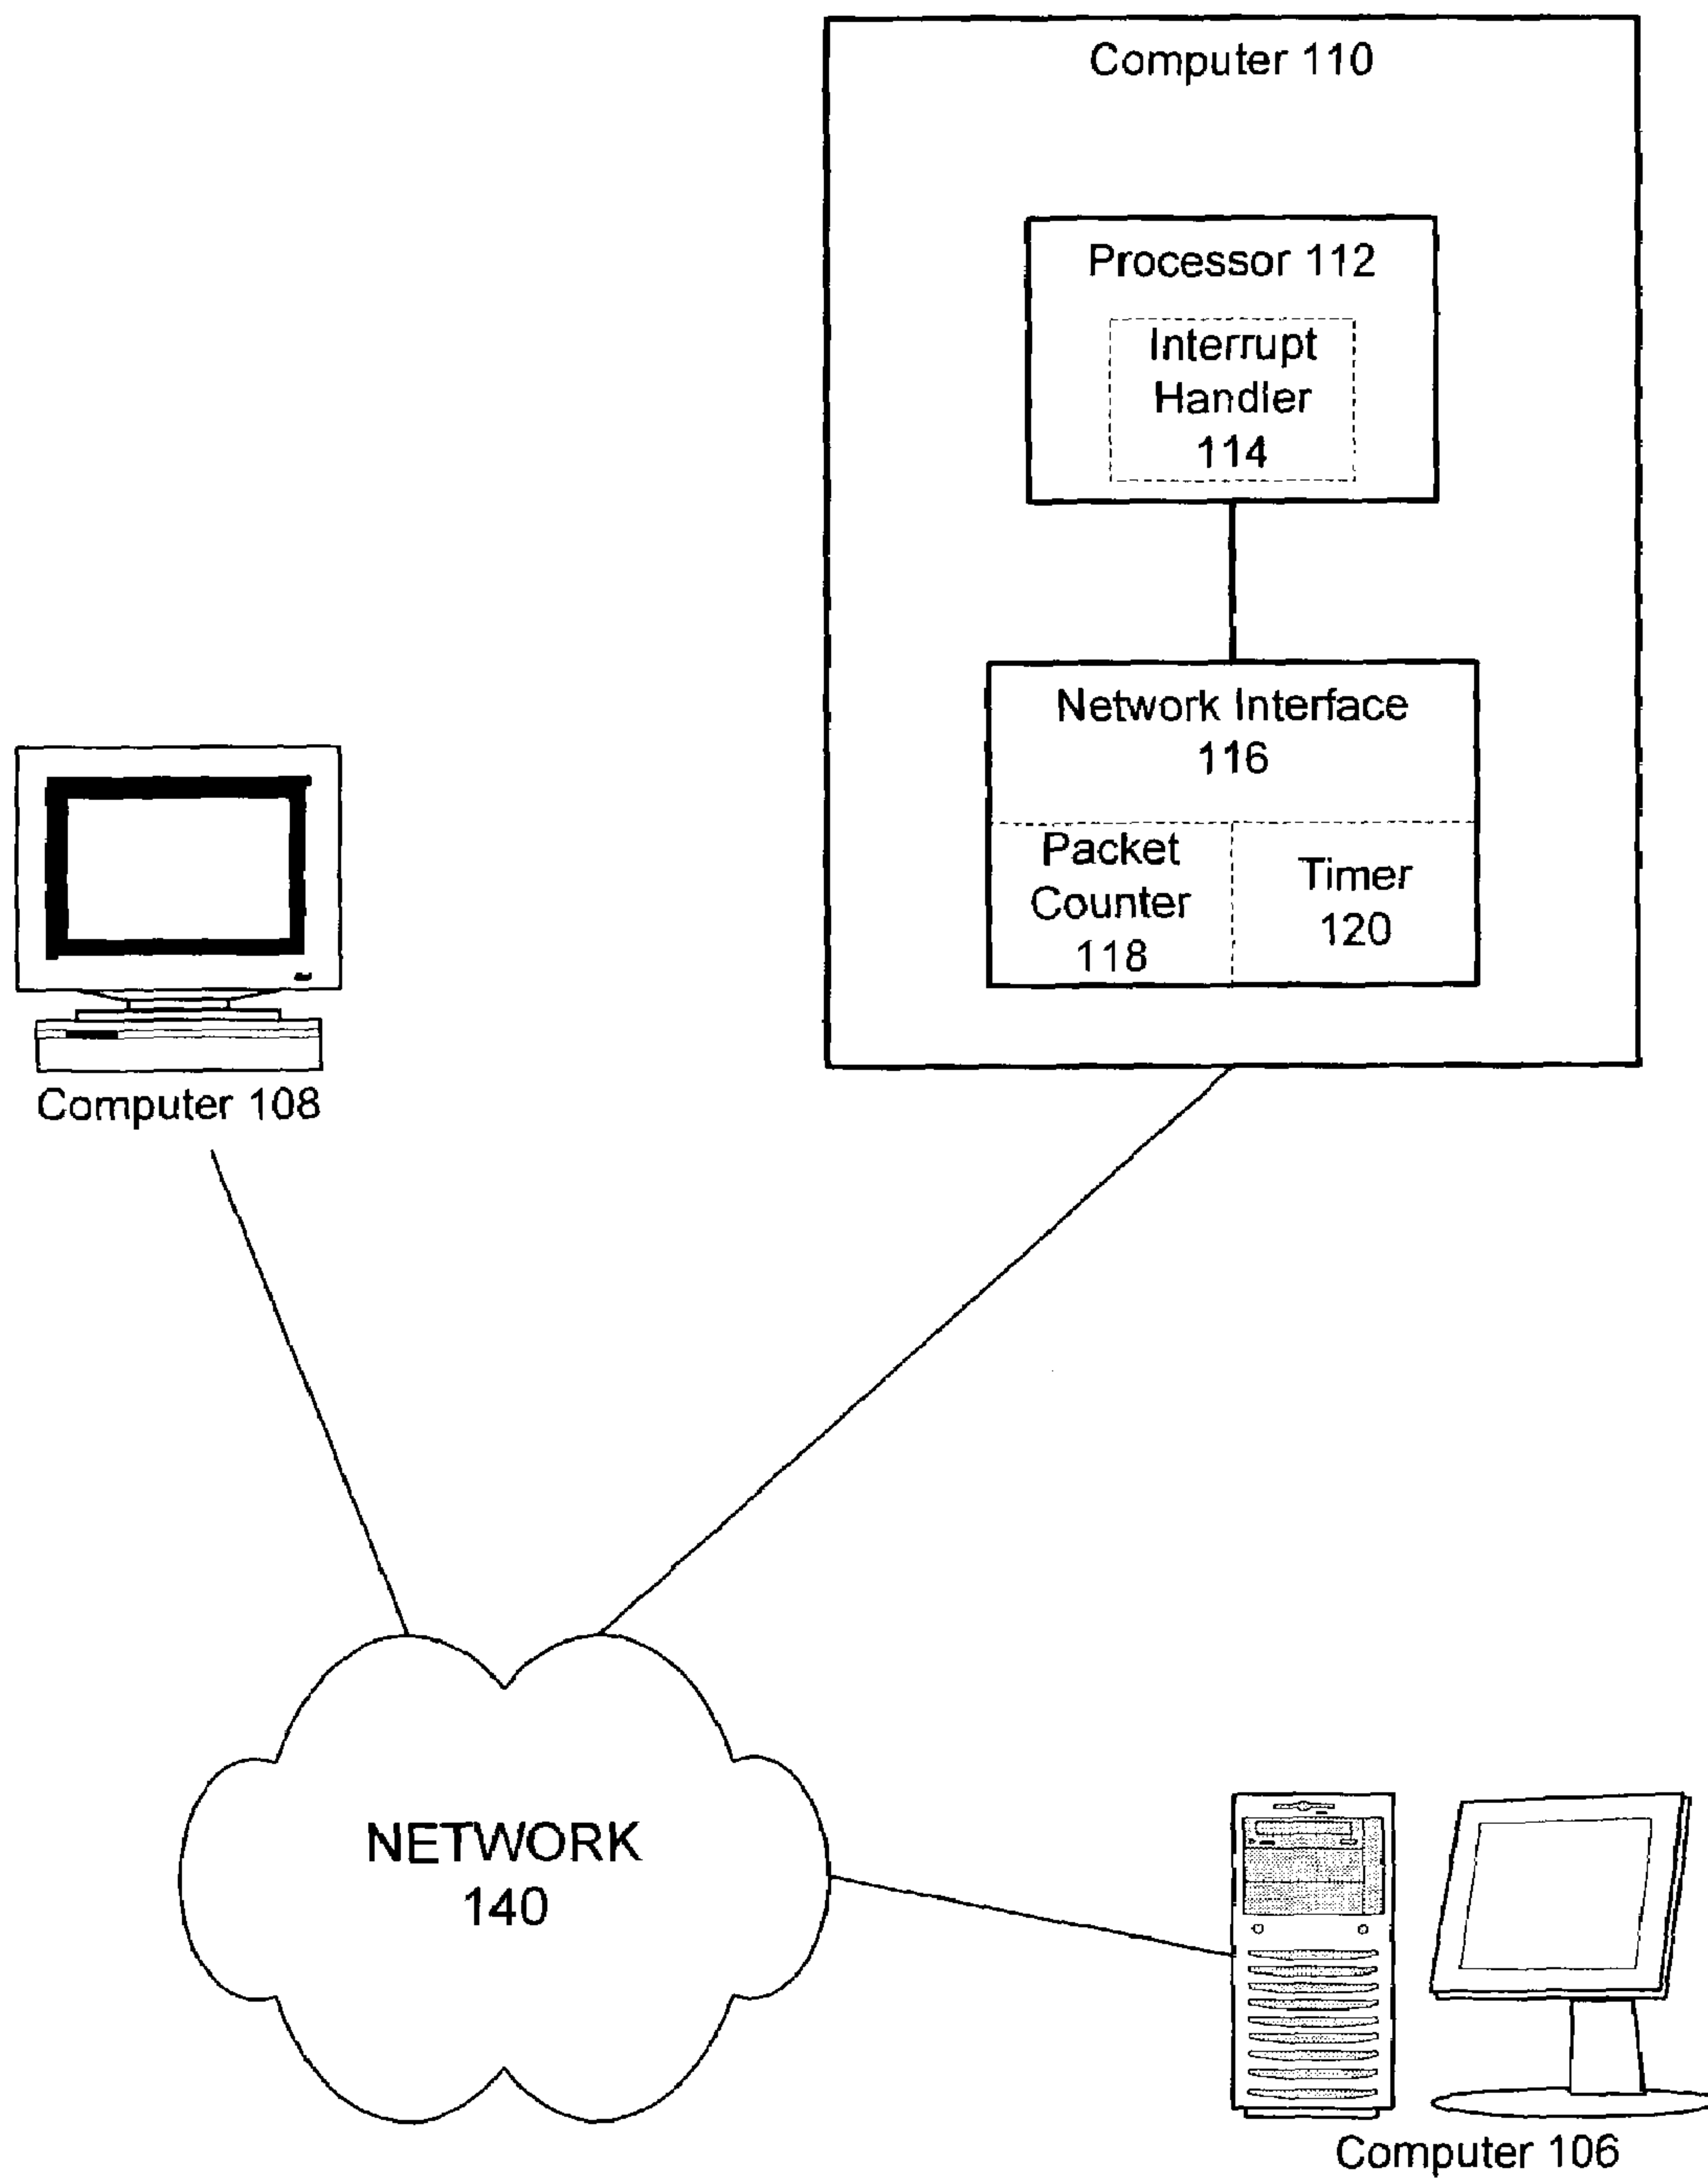 Computer 110
Processor 112
Interrupt
Handler
114
Network Interface
116
Packet
Counter
118
Timer
120
Computer 108
NETWORK
140
Computer 106